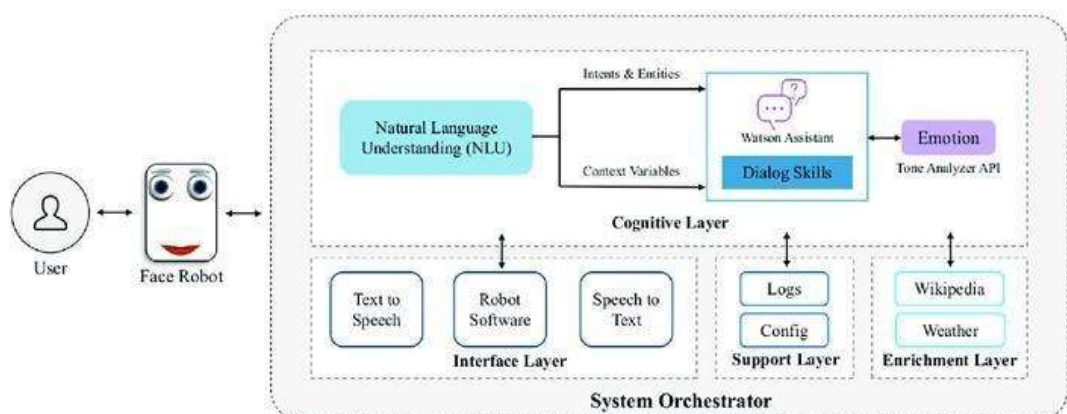 Intents & Entities
?
Natural Language
Understanding (NLU)
Watson Assistant
Emotion
Dialog Skills
Tone Analyzer API
Context Variables
Cognitive Layer
User
Face Robot
Text to
Speech
Robot
Software
Speech to
Text
Interface Layer
Logs
Config
Support Layer
Wikipedia
Weather
Enrichment Layer
System Orchestrator